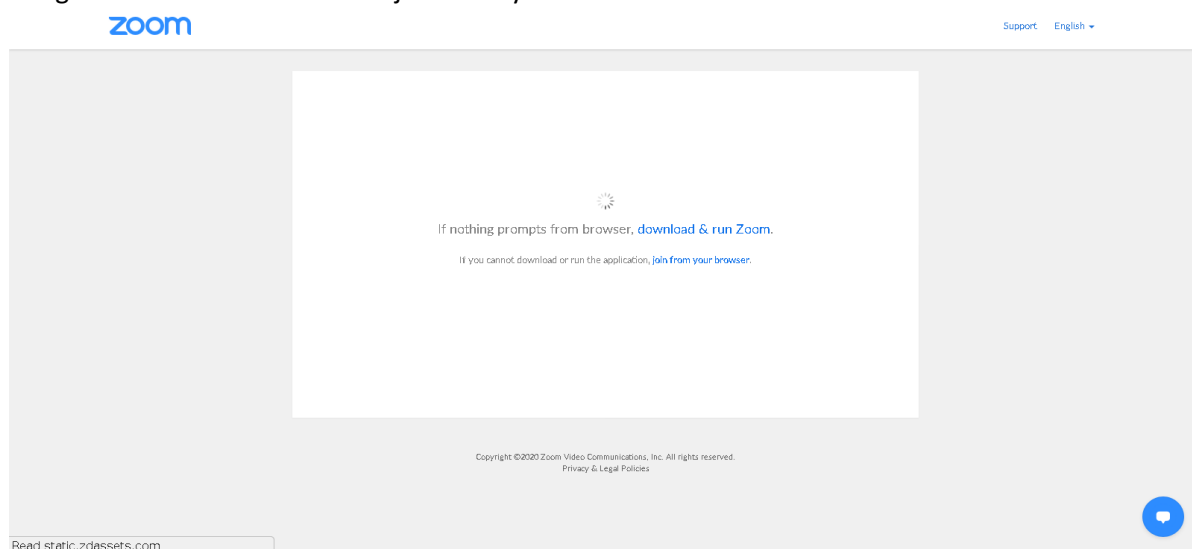 zoom
Support English
If nothing prompts from browser, download & run Zoom.
If you cannot download or run the application, join from your browser.
Copyright ©2020 Zoom Video Communications, Inc. All rights reserved.
Privacy & Legal Policies
Read static.zdassets.com